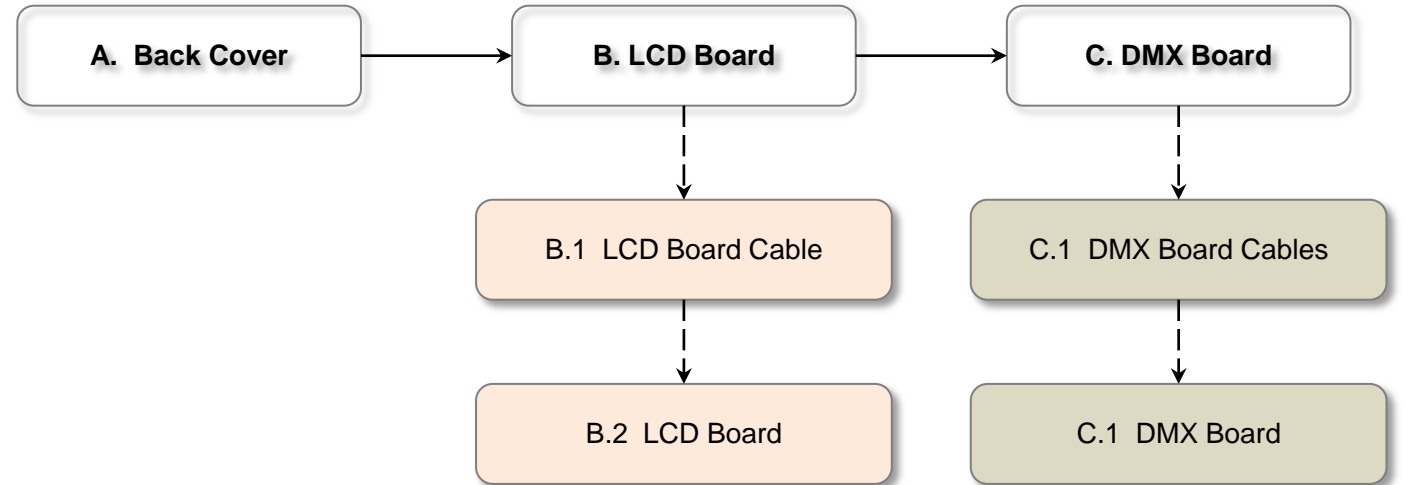 A. Back Cover
B. LCD Board
C. DMX Board
B.1 LCD Board Cable
C.1 DMX Board Cables
B.2 LCD Board
C.1 DMX Board